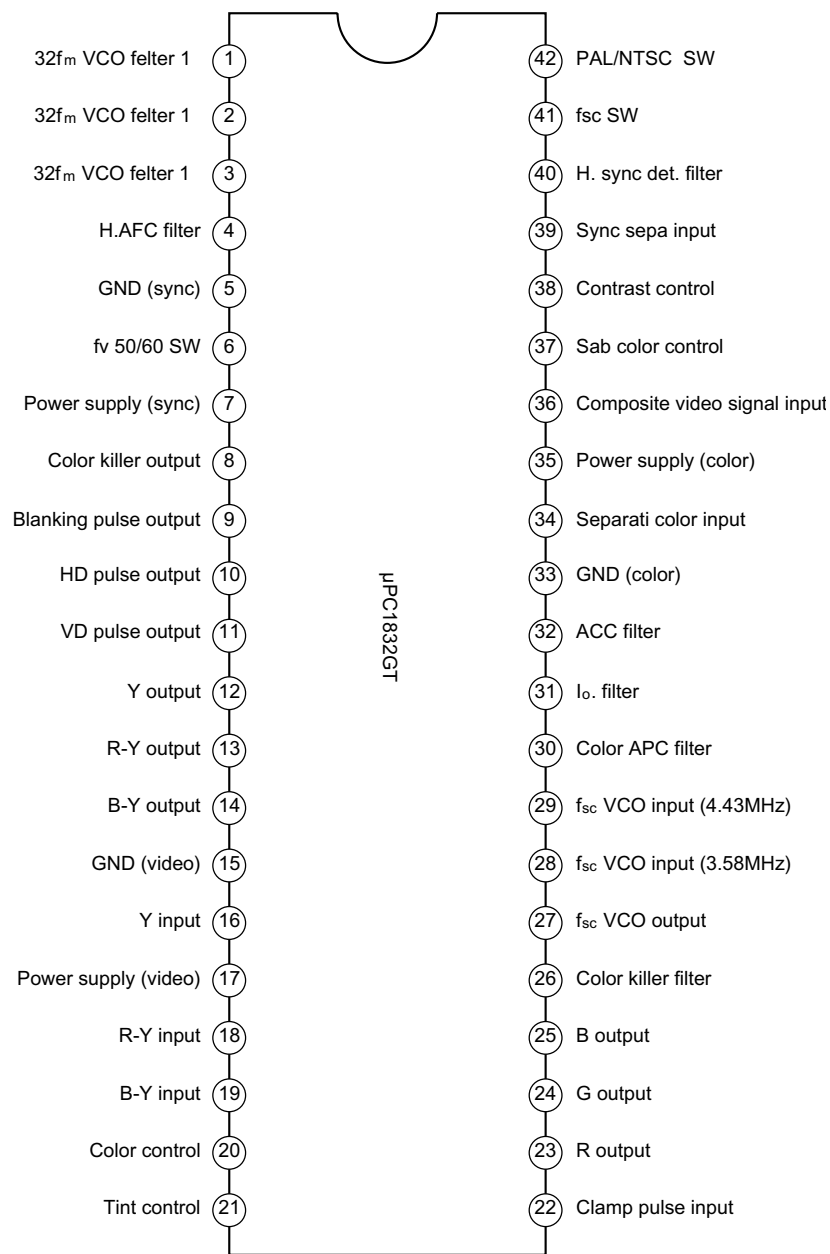 32fm VCO felter 1 1
32fm VCO felter 1 2
32fm VCO felter 1 3
H.AFC filter 4
GND (sync) 5
fv 50/60 SW 6
Power supply (sync) 7
Color killer output 8
Blanking pulse output 9
HD pulse output 10
VD pulse output 11
Y output 12
R-Y output 13
B-Y output 14
GND (video) 15
Y input 16
Power supply (video) 17
R-Y input 18
B-Y input 19
Color control 20
Tint control 21
µPC1832GT
42 PAL/NTSC SW
41 fsc SW
40 H. sync det. filter
39 Sync sepa input
38 Contrast control
37 Sab color control
36 Composite video signal input
35 Power supply (color)
34 Separati color input
33 GND (color)
32 ACC filter
31 Io. filter
30 Color APC filter
29 fsc VCO input (4.43MHz)
28 fsc VCO input (3.58MHz)
27 fsc VCO output
26 Color killer filter
25 B output
24 G output
23 R output
22 Clamp pulse input